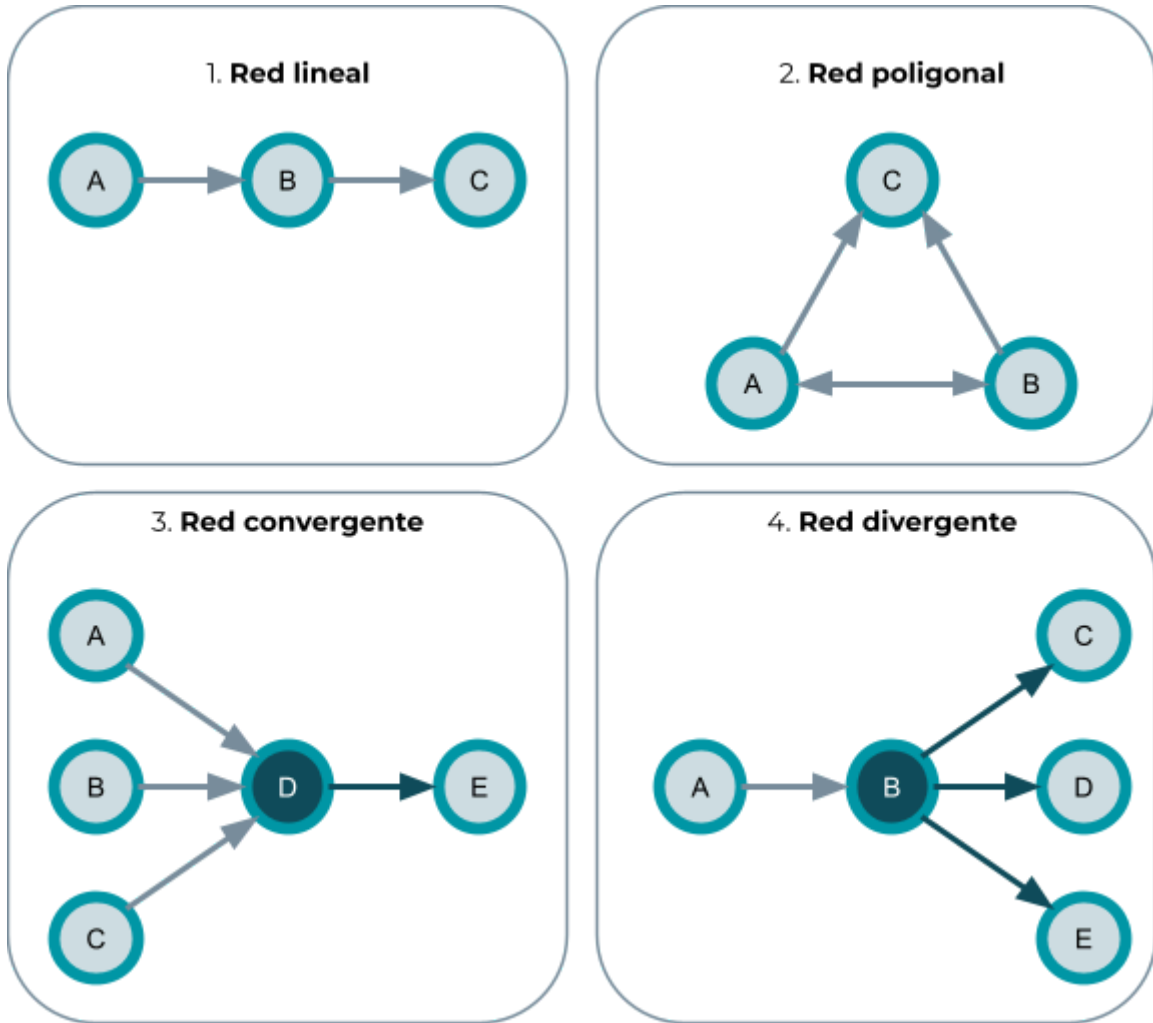 1. Red lineal
A
B
C
2. Red poligonal
C
A
B
3. Red convergente
A
B
D
E
C
4. Red divergente
C
A
B
D
E